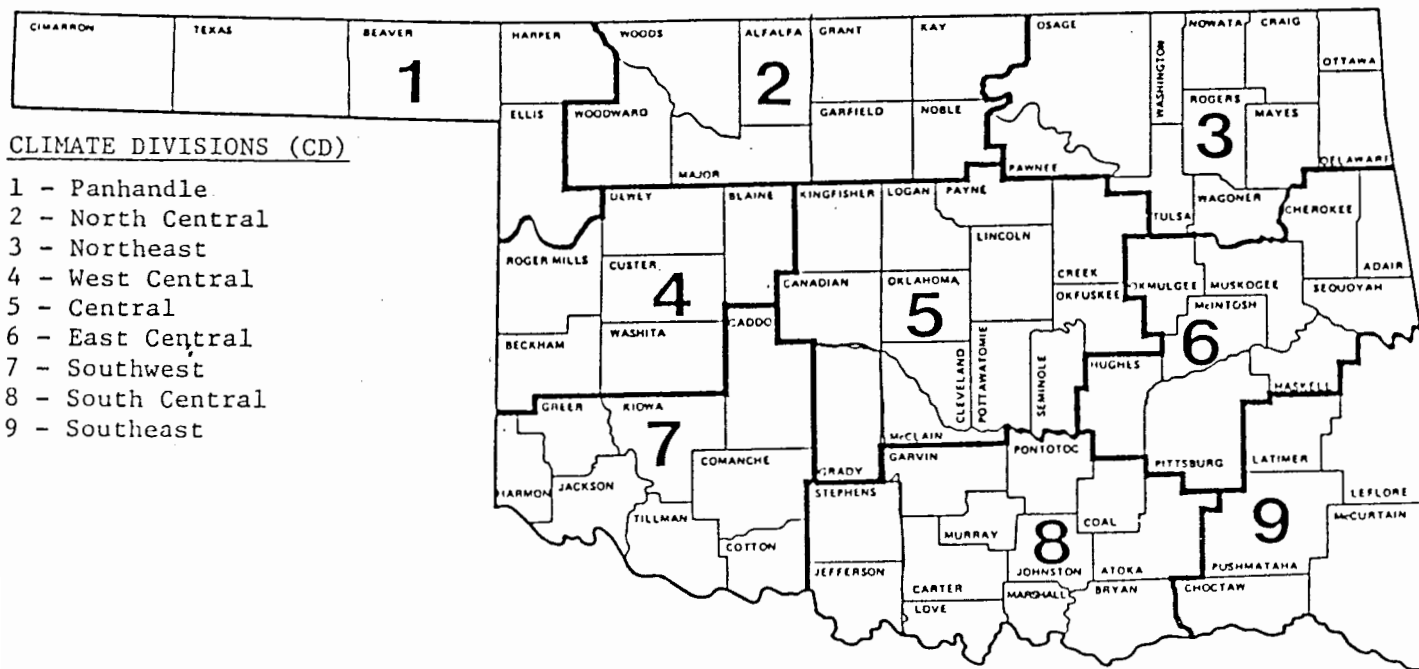 CIMARRON
TEXAS
BEAVER
HARPER
WOODS
ALFALFA
GRANT
KAY
OSAGE
WASHINGTON
NOWATA
CRAIG
OTTAWA
1
2
3
ELLIS
WOODWARD
GARFIELD
NOBLE
ROGERS
MAYES
MAJOR
PAWNEE
DELAWARE
CLIMATE DIVISIONS (CD)
1 - Panhandle
2 - North Central
3 - Northeast
4 - West Central
5 - Central
6 - East Central
7 - Southwest
8 - South Central
9 - Southeast
DEWEY
BLAINE
KINGFISHER
LOGAN
PAYNE
TULSA
WAGONER
CHEROKEE
LINCOLN
ROGER MILLS
CUSTER
4
CANADIAN
OKLAHOMA
5
CREEK
OKFUSKEE
OKMULGEE
MUSKOGEE
McINTOSH
6
ADAIR
SEQUOYAH
BECKHAM
WASHITA
CADDO
CLEVELAND
POTTAWATOMIE
SEMINOLE
HUGHES
HASKELL
GREER
KIOWA
7
McCLAIN
GARVIN
PONTOTOC
PITTSBURG
LATIMER
HARMON
JACKSON
COMANCHE
GRADY
STEPHENS
LEFLORE
McCURTAIN
TILLMAN
COTTON
MURRAY
8
COAL
9
JEFFERSON
CARTER
JOHNSTON
ATOKA
PUSHMATAHA
LOVE
MARSHALL
BRYAN
CHOCTAW